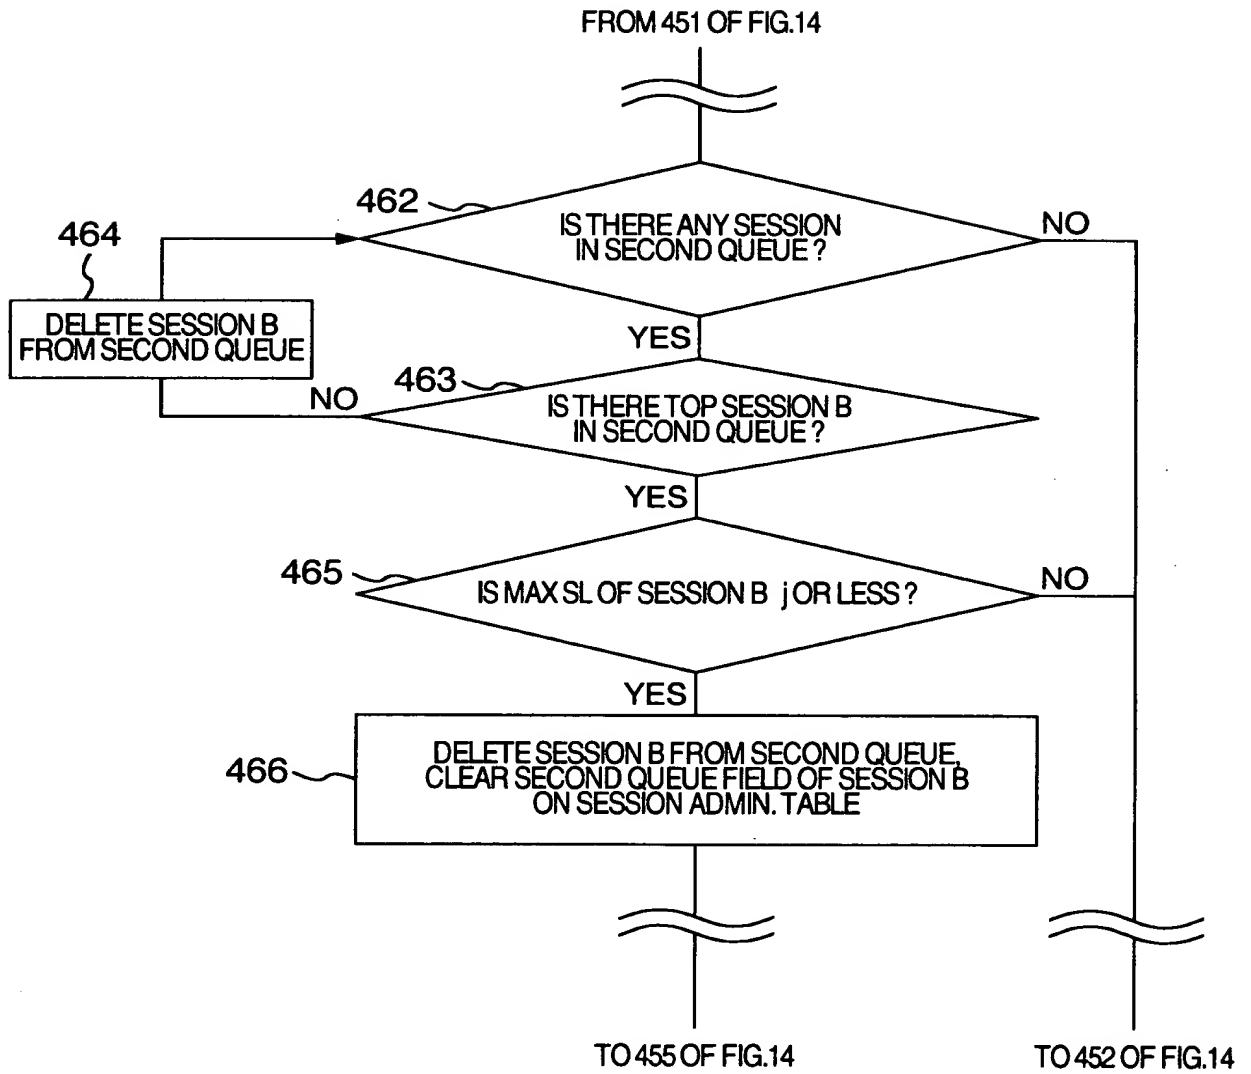 FROM 451 OF FIG.14
462
IS THERE ANY SESSION
IN SECOND QUEUE ?
NO
464
DELETE SESSION B
FROM SECOND QUEUE
YES
463
NO
IS THERE TOP SESSION B
IN SECOND QUEUE ?
YES
465
IS MAX SL OF SESSION B j OR LESS ?
NO
YES
466
DELETE SESSION B FROM SECOND QUEUE,
CLEAR SECOND QUEUE FIELD OF SESSION B
ON SESSION ADMIN. TABLE
TO 455 OF FIG.14
TO 452 OF FIG.14